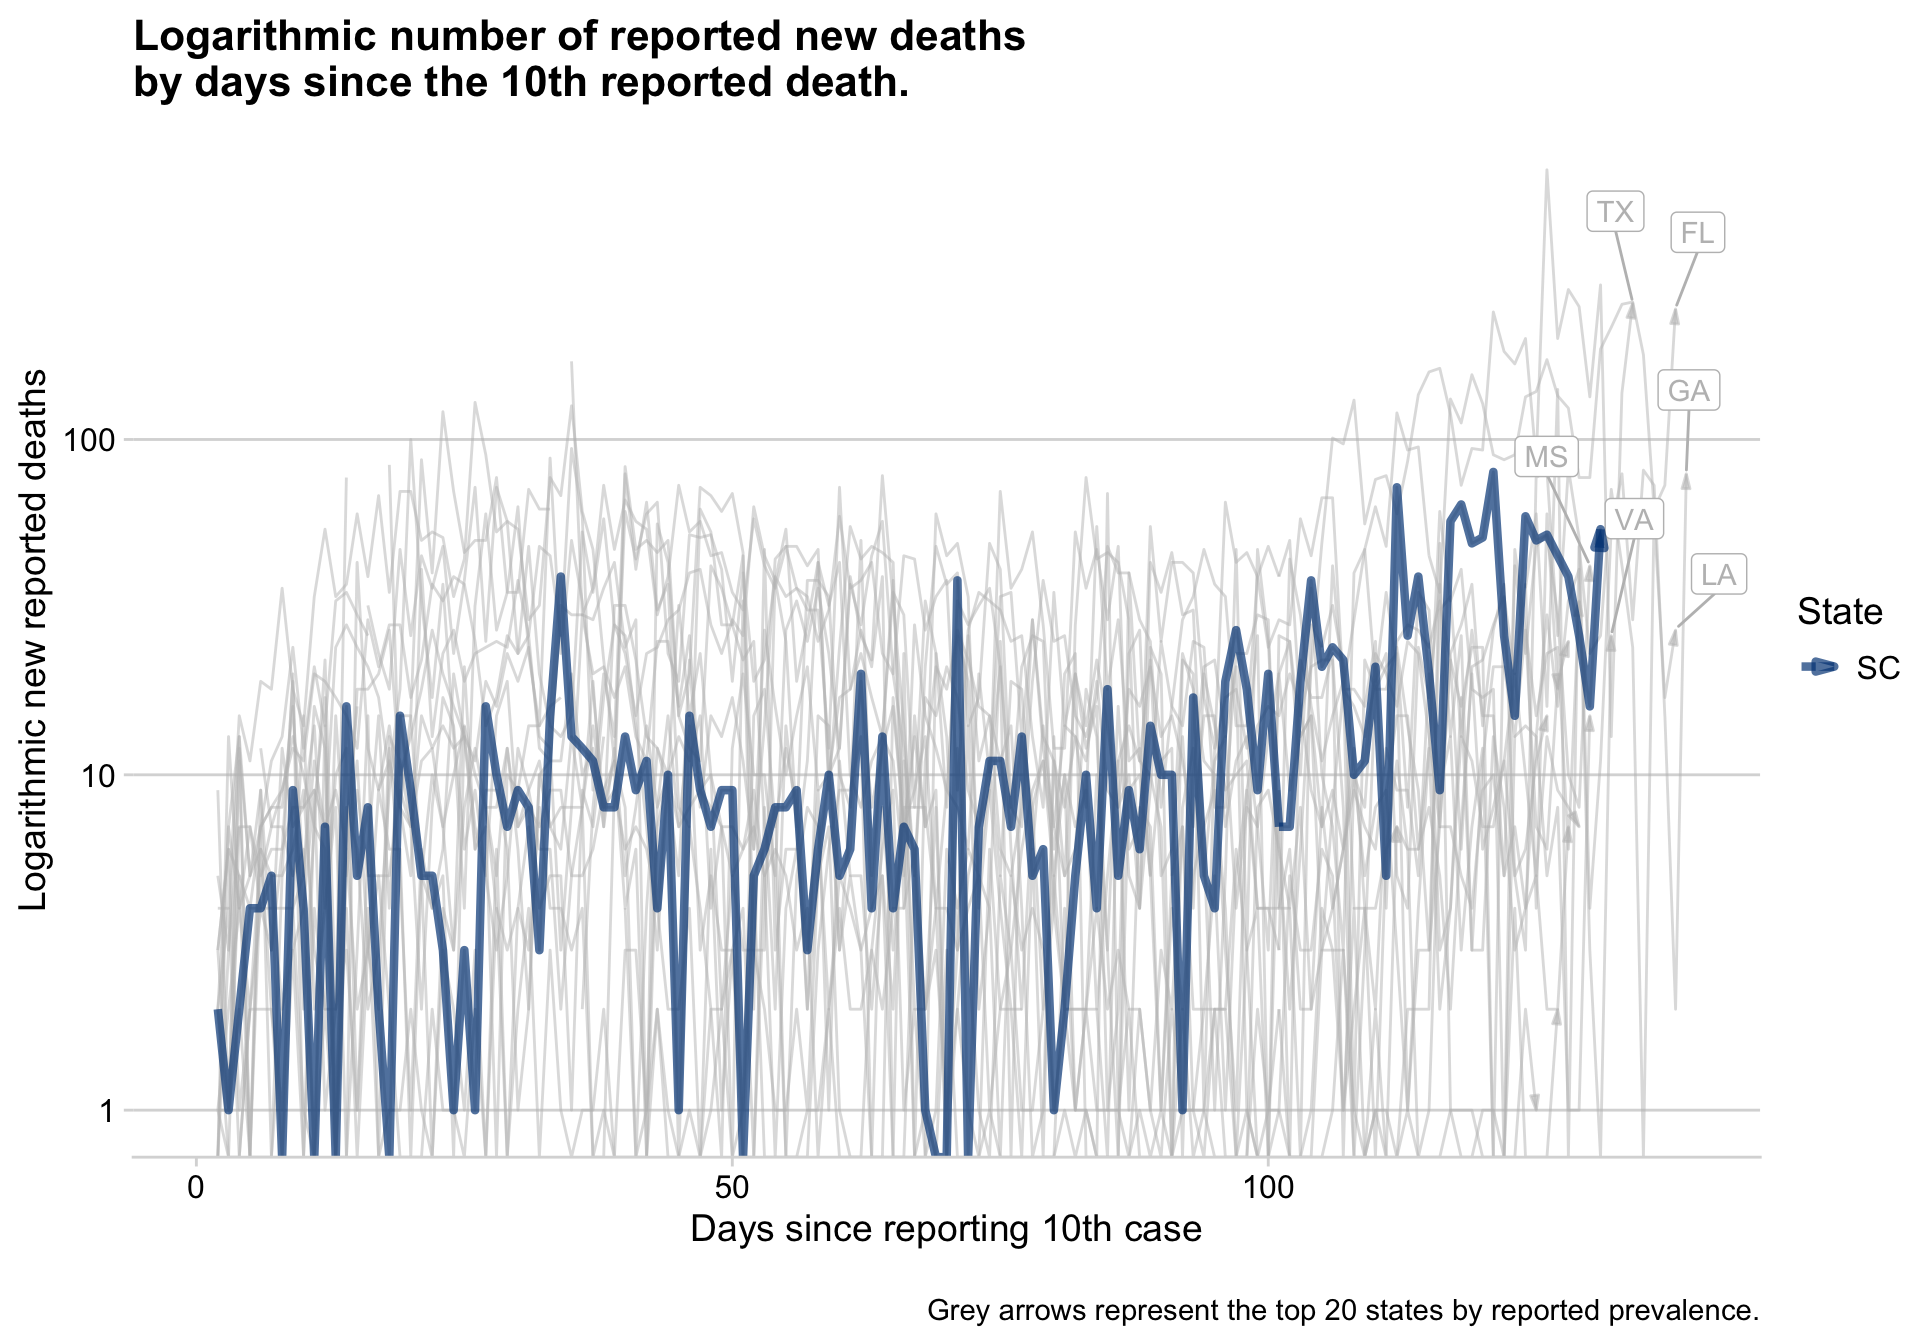 Logarithmic number of reported new deaths
by days since the 10th reported death.
Logarithmic new reported deaths
100
10
1
TX
FL
GA
MS
VA
LA
State
SC
0
50
100
Days since reporting 10th case
Grey arrows represent the top 20 states by reported prevalence.